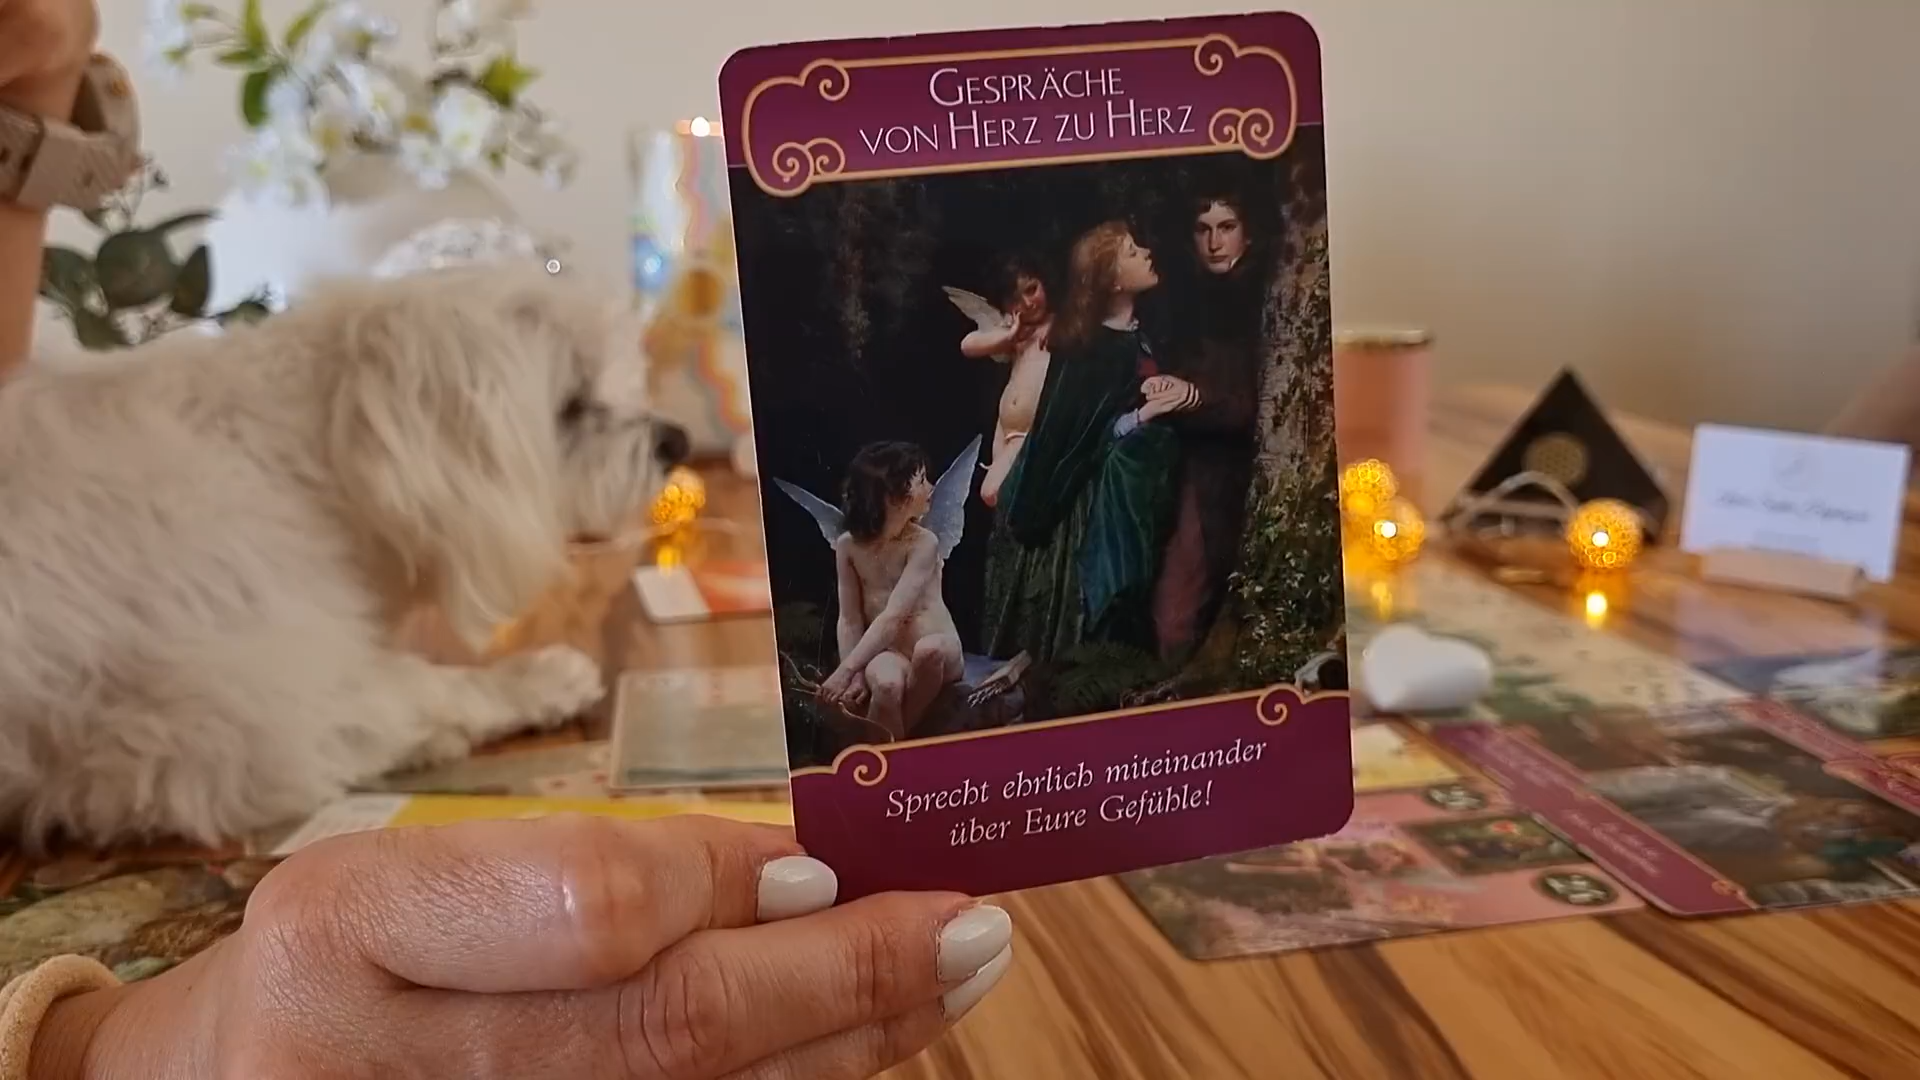 GESPRÄCHE
VON HERZ ZU HERZ
Sprecht ehrlich miteinander
über Eure Gefühle!